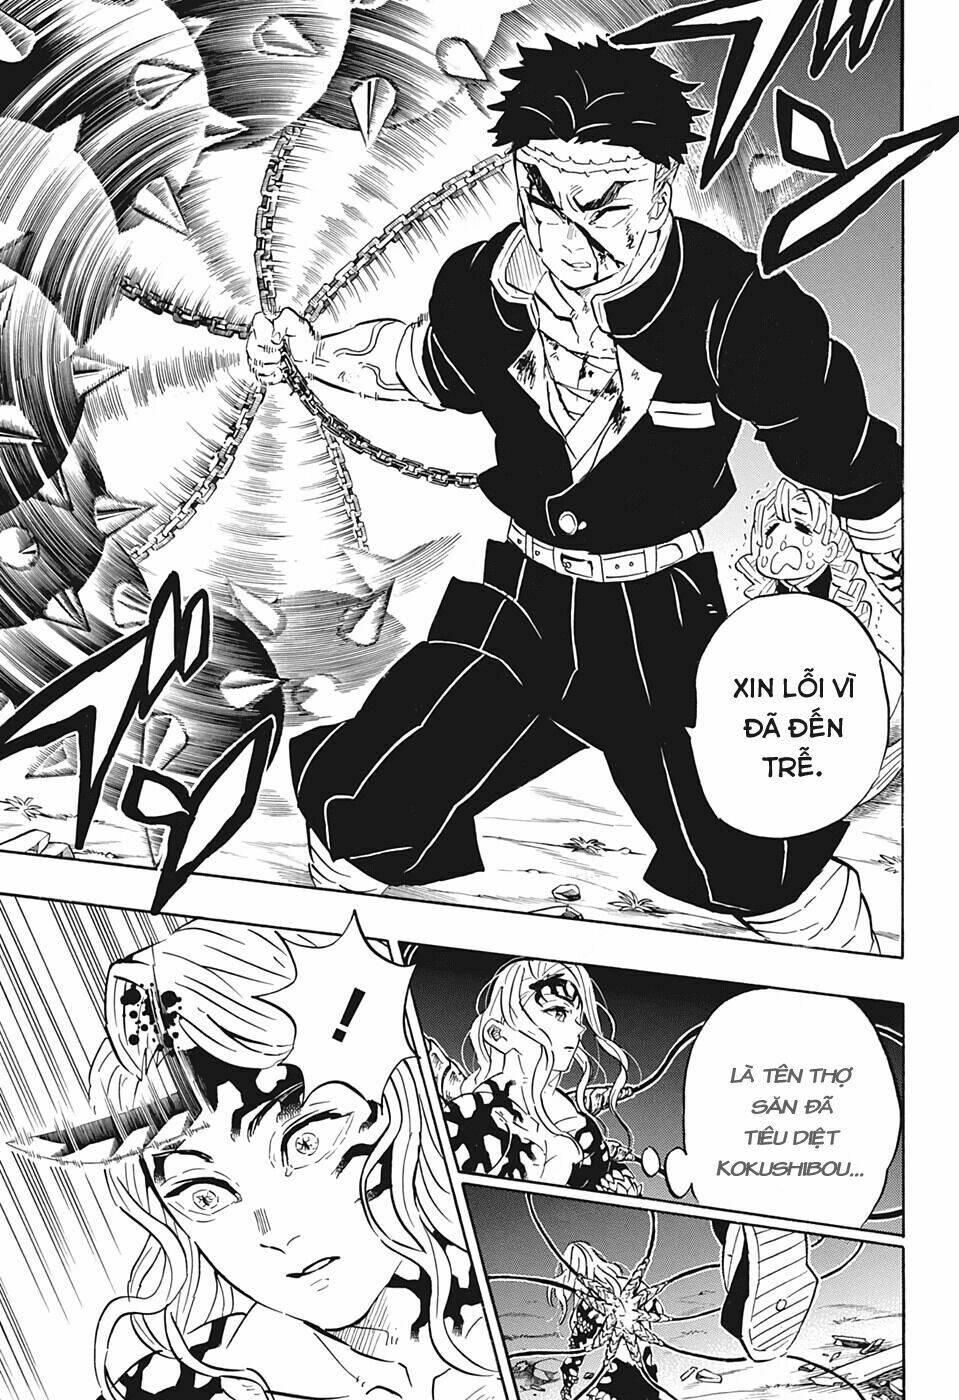 XIN LỖI VÌ
ĐÃ ĐẾN
TRỄ.
LÀ TÊN THỢ
SĂN ĐÃ
TIÊU DIỆT
KOKUSHIBOU...
!